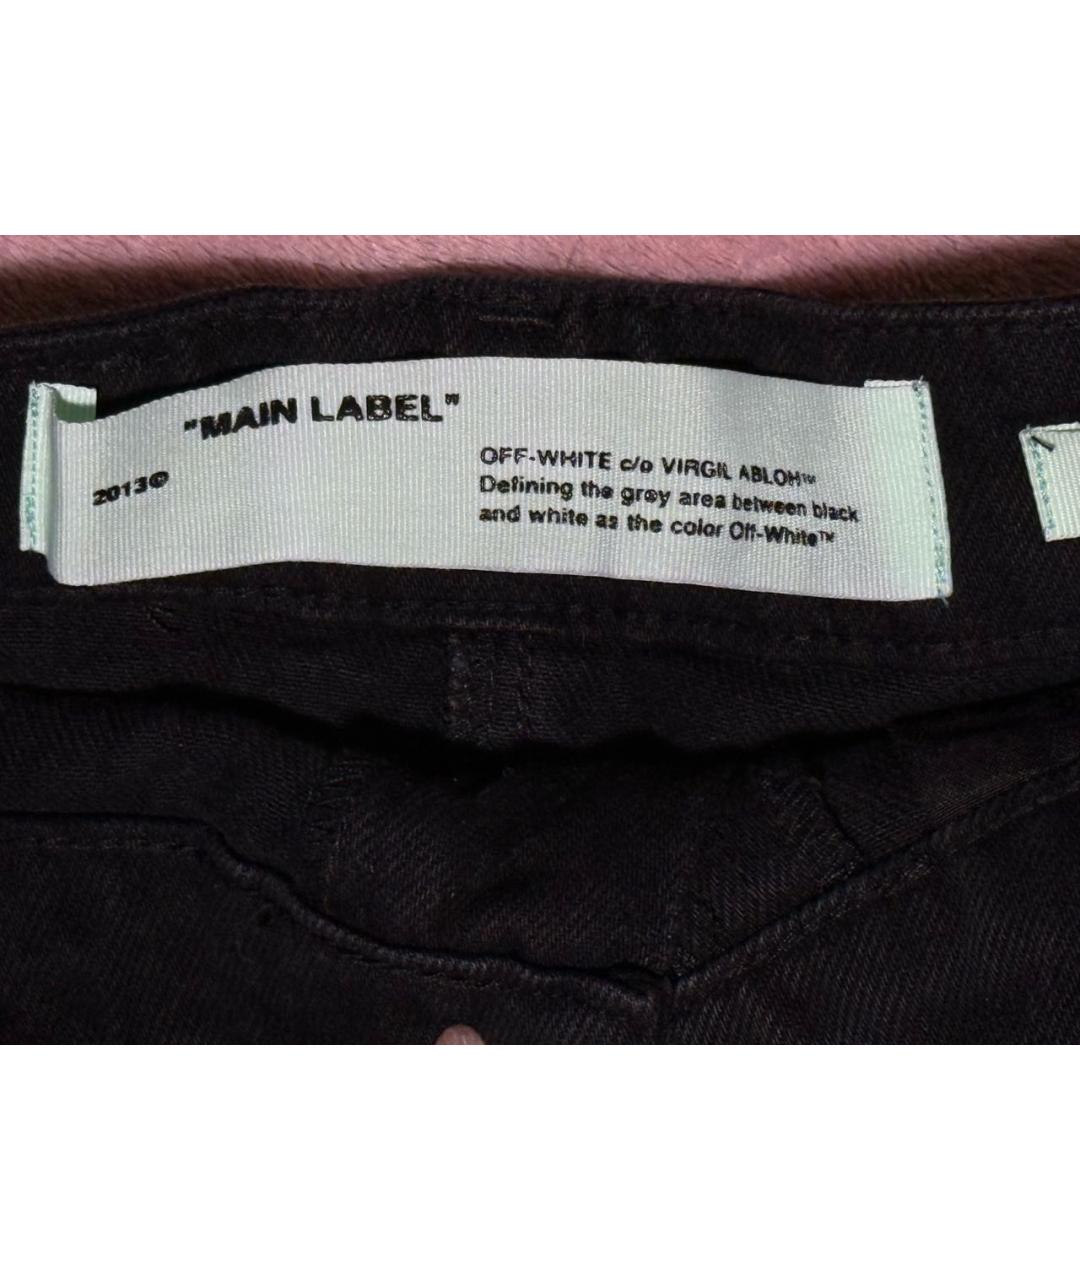 "MAIN LABEL"
2013©
OFF-WHITE c/o VIRGIL ABLOH™
Defining the grey area between black
and white as the color Off-White™